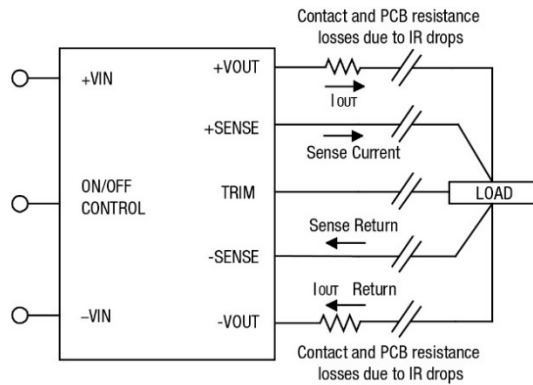 Contact and PCB resistance
losses due to IR drops
+VOUT
+VIN
IOUT
+SENSE
Sense Current
ON/OFF
CONTROL
TRIM
LOAD
Sense Return
-SENSE
IOUT Return
–VIN
-VOUT
Contact and PCB resistance
losses due to IR drops